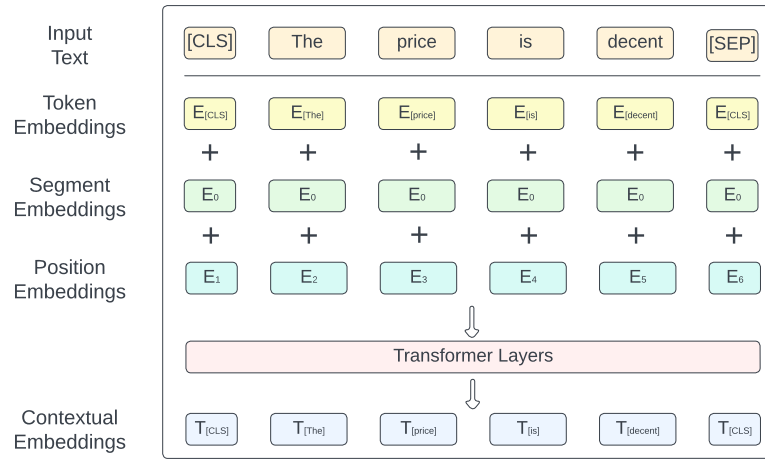 Input
Text
[CLS] The price is decent [SEP]
Token
Embeddings
E[CLS] E[The] E[price] E[is] E[decent] E[CLS]
+ + + + + +
Segment
Embeddings
E0 E0 E0 E0 E0 E0
+ + + + + +
Position
Embeddings
E1 E2 E3 E4 E5 E6
Transformer Layers
Contextual
Embeddings
T[CLS] T[The] T[price] T[is] T[decent] T[CLS]